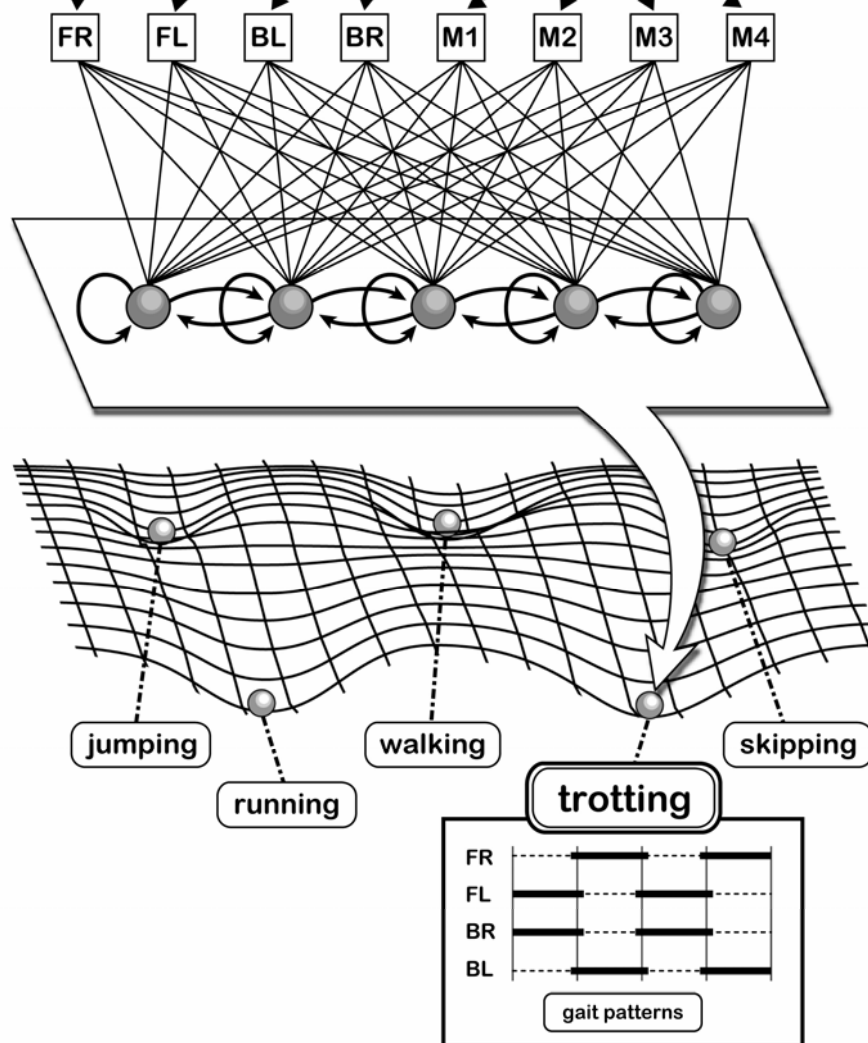 FR FL BL BR M1 M2 M3 M4
jumping
walking
skipping
running
trotting
FR
FL
BR
BL
gait patterns